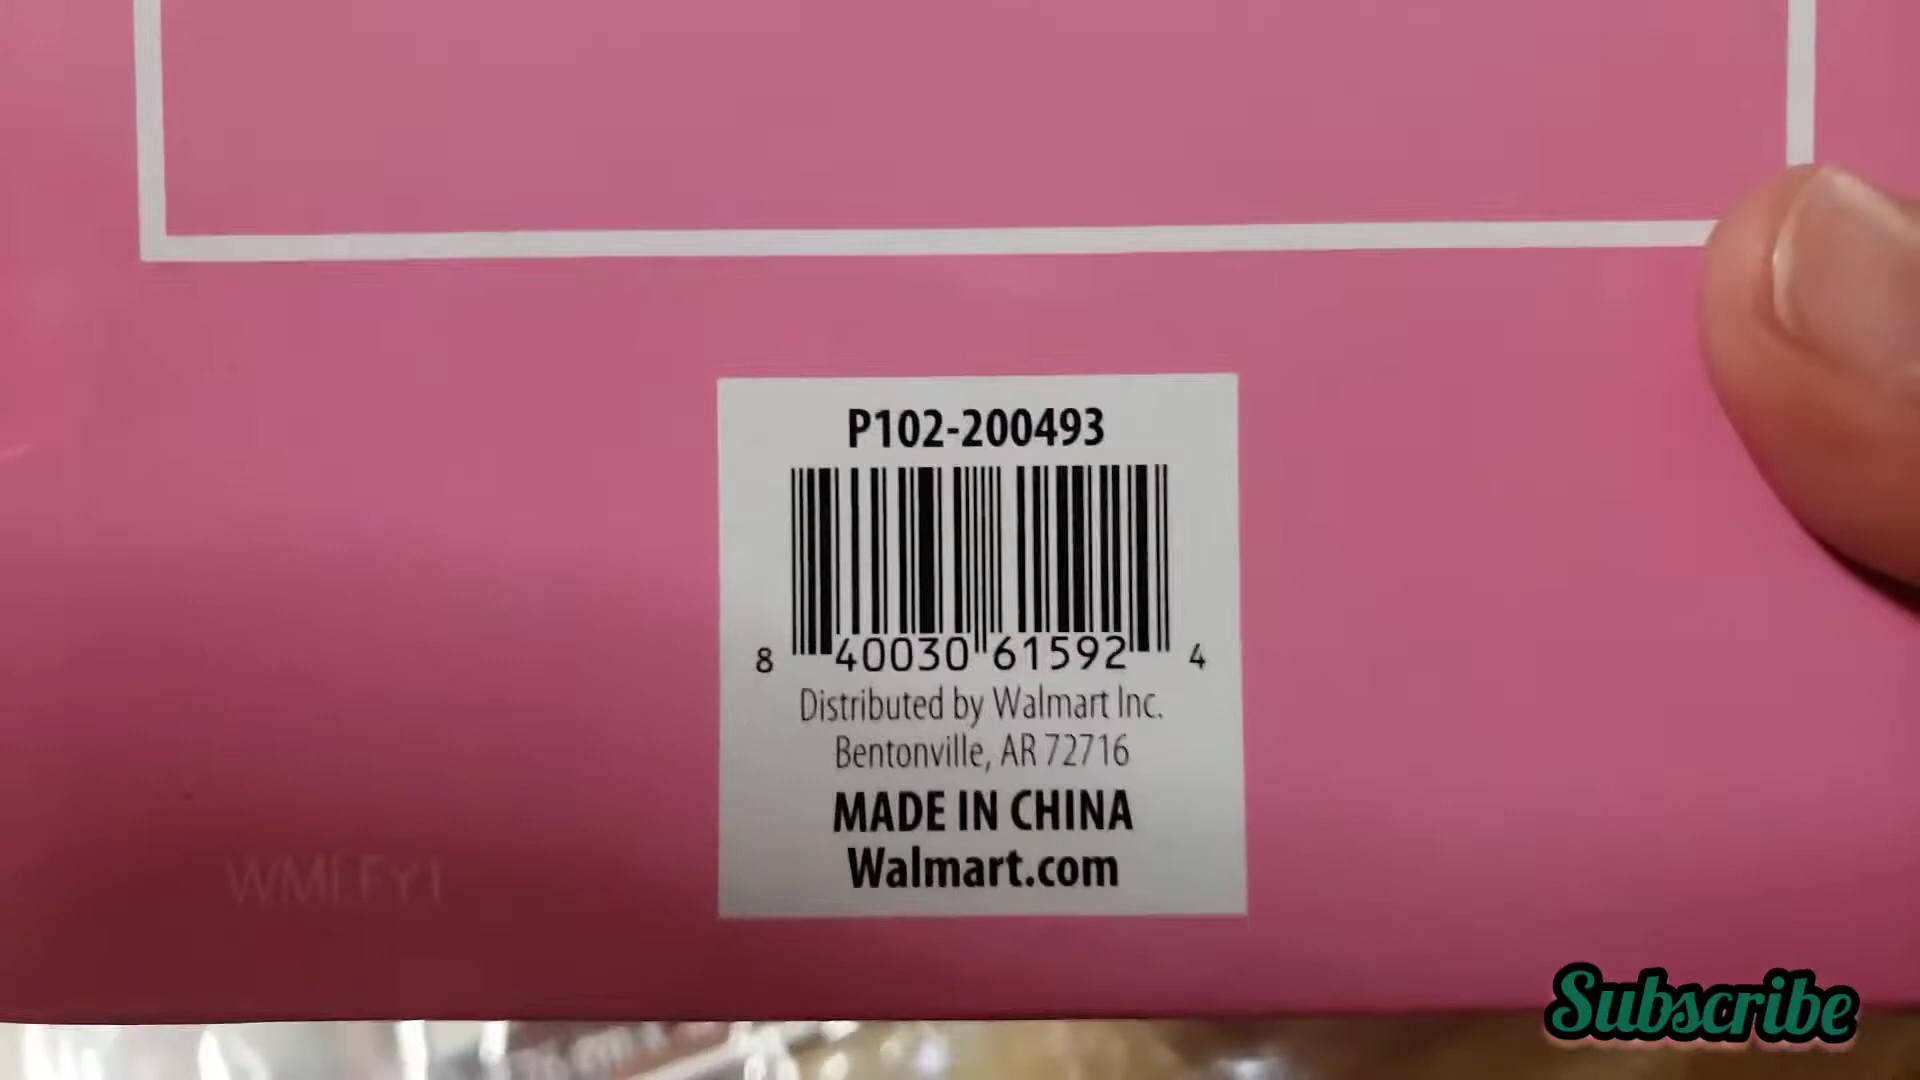 P102-200493
8 40030 61592 4
Distributed by Walmart Inc.
Bentonville, AR 72716
MADE IN CHINA
Walmart.com
Subscribe